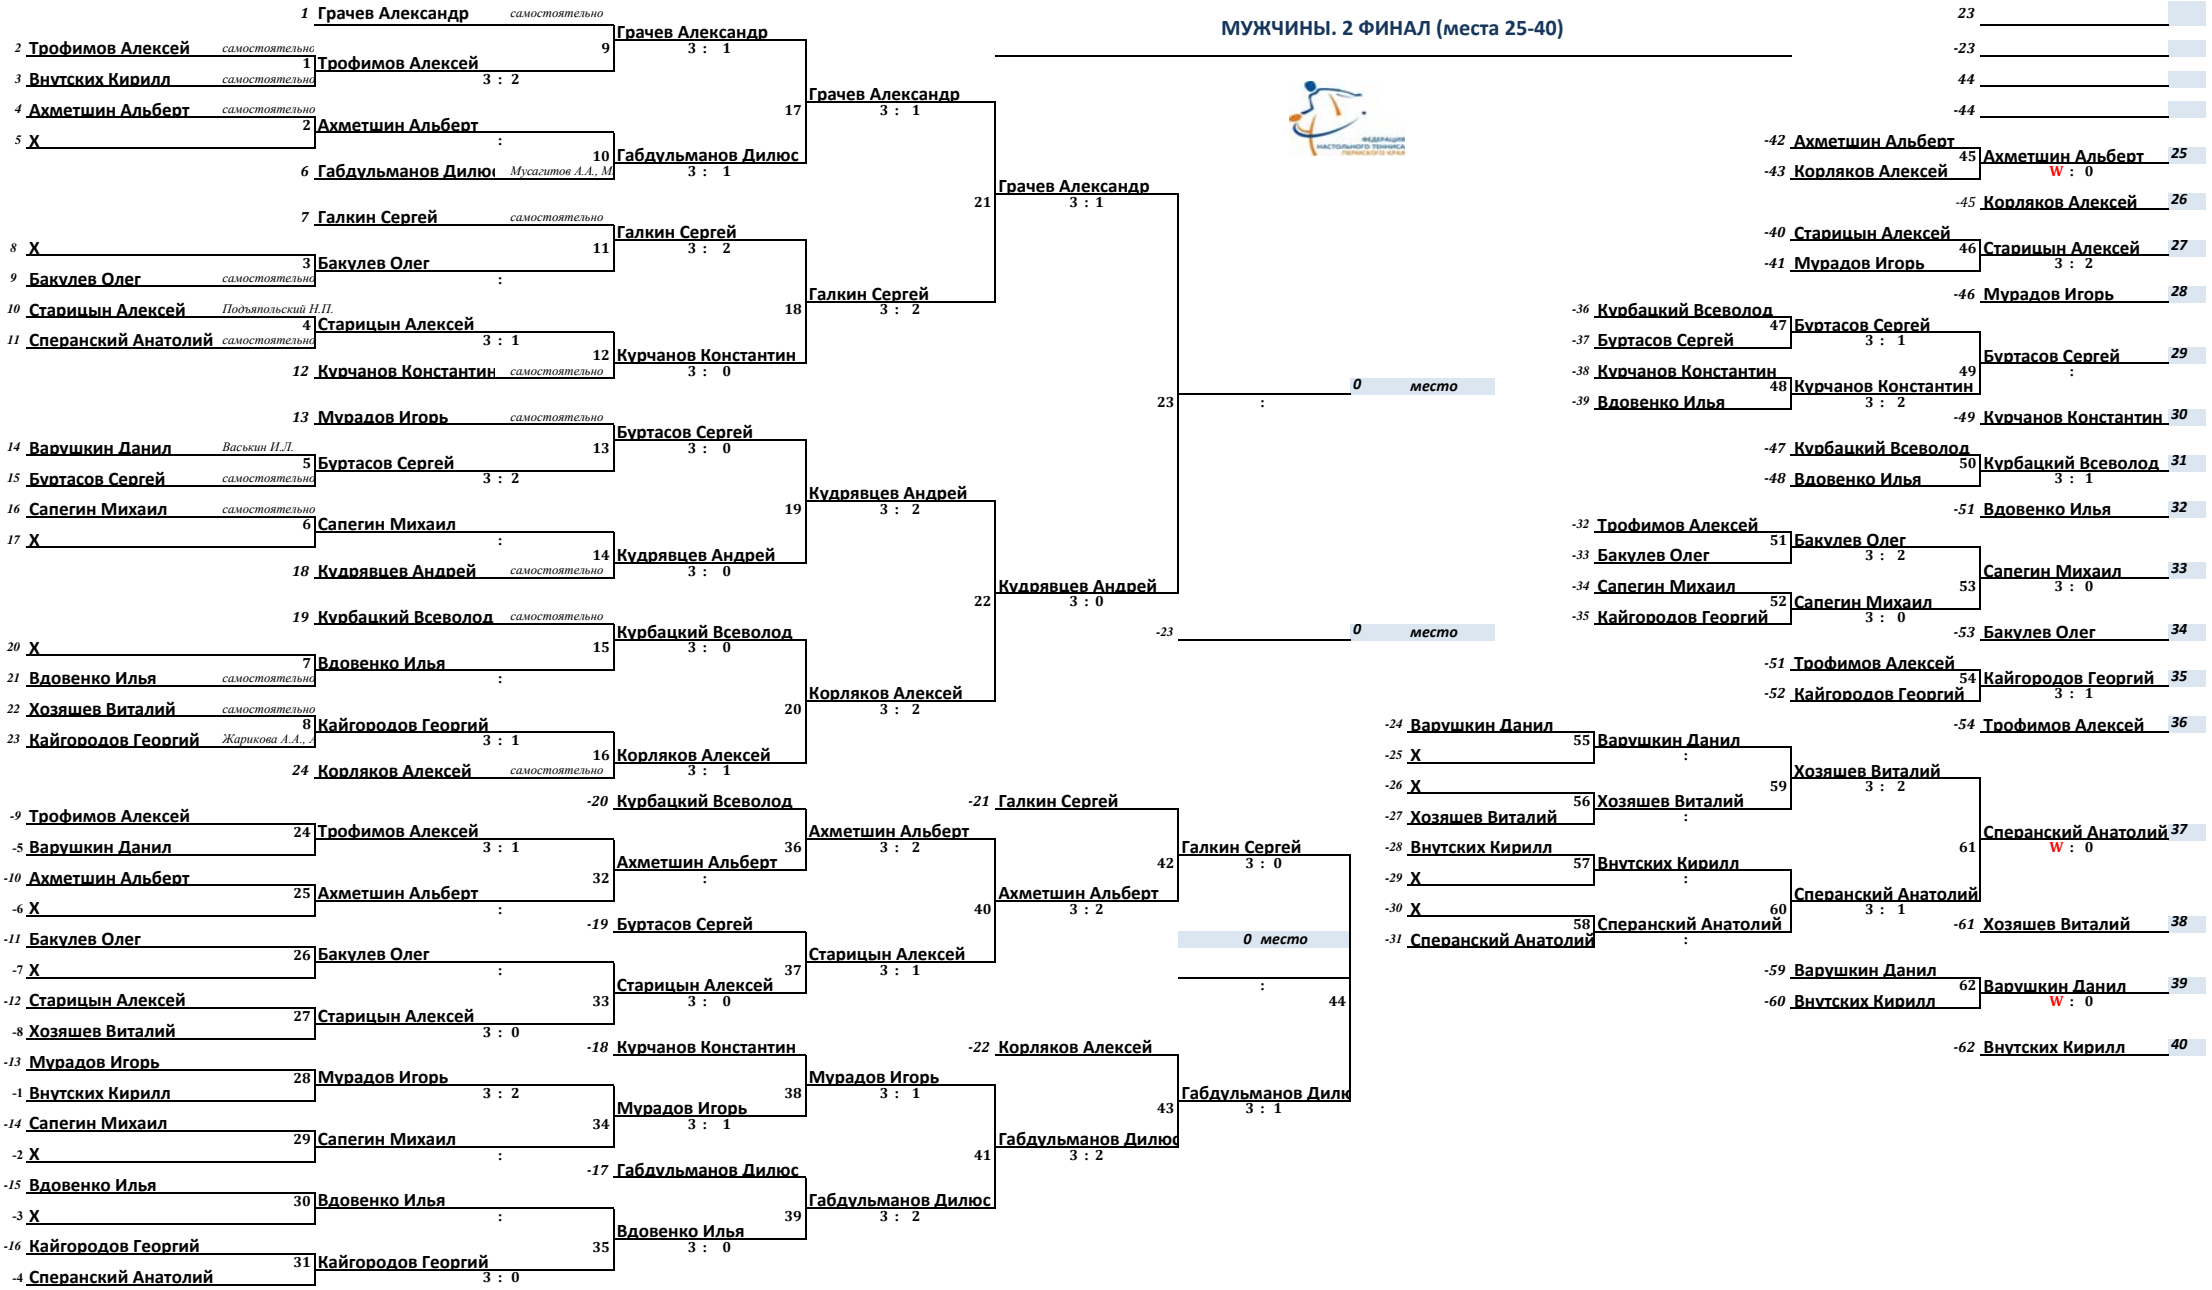 МУЖЧИНЫ. 2 ФИНАЛ (места 25-40)
ФЕДЕРАЦИЯ
НАСТОЛЬНОГО ТЕННИСА
ПЕРМСКОГО КРАЯ
1 Грачев Александр самостоятельно
2 Трофимов Алексей самостоятельно
3 Внутских Кирилл самостоятельно
4 Ахметшин Альберт самостоятельно
5 X
6 Габдульманов Дилюс Мусагитов А.А., М
7 Галкин Сергей самостоятельно
8 X
9 Бакулев Олег самостоятельно
10 Старицын Алексей Подъяпольский Н.П.
11 Сперанский Анатолий самостоятельно
12 Курчанов Константин самостоятельно
13 Мурадов Игорь самостоятельно
14 Варушкин Данил Васькин И.Л.
15 Буртасов Сергей самостоятельно
16 Сапегин Михаил самостоятельно
17 X
18 Кудрявцев Андрей самостоятельно
19 Курбацкий Всеволод самостоятельно
20 X
21 Вдовенко Илья самостоятельно
22 Хозяшев Виталий самостоятельно
23 Кайгородов Георгий Жарикова А.А., А
24 Корляков Алексей самостоятельно
1 Трофимов Алексей
3 : 2
2 Ахметшин Альберт
:
3 Бакулев Олег
:
4 Старицын Алексей
3 : 1
5 Буртасов Сергей
3 : 2
6 Сапегин Михаил
:
7 Вдовенко Илья
:
8 Кайгородов Георгий
3 : 1
9 Грачев Александр
3 : 1
10 Габдульманов Дилюс
3 : 1
11 Галкин Сергей
3 : 2
12 Курчанов Константин
3 : 0
13 Буртасов Сергей
3 : 0
14 Кудрявцев Андрей
3 : 0
15 Курбацкий Всеволод
3 : 0
16 Корляков Алексей
3 : 1
17 Грачев Александр
3 : 1
18 Галкин Сергей
3 : 2
19 Кудрявцев Андрей
3 : 2
20 Корляков Алексей
3 : 2
21 Грачев Александр
3 : 1
22 Кудрявцев Андрей
3 : 0
23
:
0 место
-23
0 место
-9 Трофимов Алексей
-5 Варушкин Данил
-10 Ахметшин Альберт
-6 X
-11 Бакулев Олег
-7 X
-12 Старицын Алексей
-8 Хозяшев Виталий
-13 Мурадов Игорь
-1 Внутских Кирилл
-14 Сапегин Михаил
-2 X
-15 Вдовенко Илья
-3 X
-16 Кайгородов Георгий
-4 Сперанский Анатолий
24 Трофимов Алексей
3 : 1
25 Ахметшин Альберт
:
26 Бакулев Олег
:
27 Старицын Алексей
3 : 0
28 Мурадов Игорь
3 : 2
29 Сапегин Михаил
:
30 Вдовенко Илья
:
31 Кайгородов Георгий
3 : 0
-20 Курбацкий Всеволод
32 Ахметшин Альберт
:
-19 Буртасов Сергей
33 Старицын Алексей
3 : 0
-18 Курчанов Константин
34 Мурадов Игорь
3 : 1
-17 Габдульманов Дилюс
35 Вдовенко Илья
3 : 0
36 Ахметшин Альберт
3 : 2
37 Старицын Алексей
3 : 1
38 Мурадов Игорь
3 : 1
39 Габдульманов Дилюс
3 : 2
-21 Галкин Сергей
40 Ахметшин Альберт
3 : 2
-22 Корляков Алексей
41 Габдульманов Дилюс
3 : 2
42 Галкин Сергей
3 : 0
43 Габдульманов Дилк
3 : 1
0 место
:
44
23
-23
44
-44
-42 Ахметшин Альберт
-43 Корляков Алексей
45 Ахметшин Альберт 25
W : 0
-45 Корляков Алексей 26
-40 Старицын Алексей
-41 Мурадов Игорь
46 Старицын Алексей 27
3 : 2
-46 Мурадов Игорь 28
-36 Курбацкий Всеволод
-37 Буртасов Сергей
-38 Курчанов Константин
-39 Вдовенко Илья
47 Буртасов Сергей
3 : 1
48 Курчанов Константин
3 : 2
49 Буртасов Сергей 29
:
-49 Курчанов Константин 30
-47 Курбацкий Всеволод
-48 Вдовенко Илья
50 Курбацкий Всеволод 31
3 : 1
-51 Вдовенко Илья 32
-32 Трофимов Алексей
-33 Бакулев Олег
-34 Сапегин Михаил
-35 Кайгородов Георгий
51 Бакулев Олег
3 : 2
52 Сапегин Михаил
3 : 0
53 Сапегин Михаил 33
3 : 0
-53 Бакулев Олег 34
-51 Трофимов Алексей
-52 Кайгородов Георгий
54 Кайгородов Георгий 35
3 : 1
-54 Трофимов Алексей 36
-24 Варушкин Данил
-25 X
-26 X
-27 Хозяшев Виталий
-28 Внутских Кирилл
-29 X
-30 X
-31 Сперанский Анатолий
55 Варушкин Данил
:
56 Хозяшев Виталий
:
57 Внутских Кирилл
:
58 Сперанский Анатолий
:
59 Хозяшев Виталий
3 : 2
60 Сперанский Анатолий
3 : 1
61 Сперанский Анатолий 37
W : 0
-61 Хозяшев Виталий 38
-59 Варушкин Данил
-60 Внутских Кирилл
62 Варушкин Данил 39
W : 0
-62 Внутских Кирилл 40